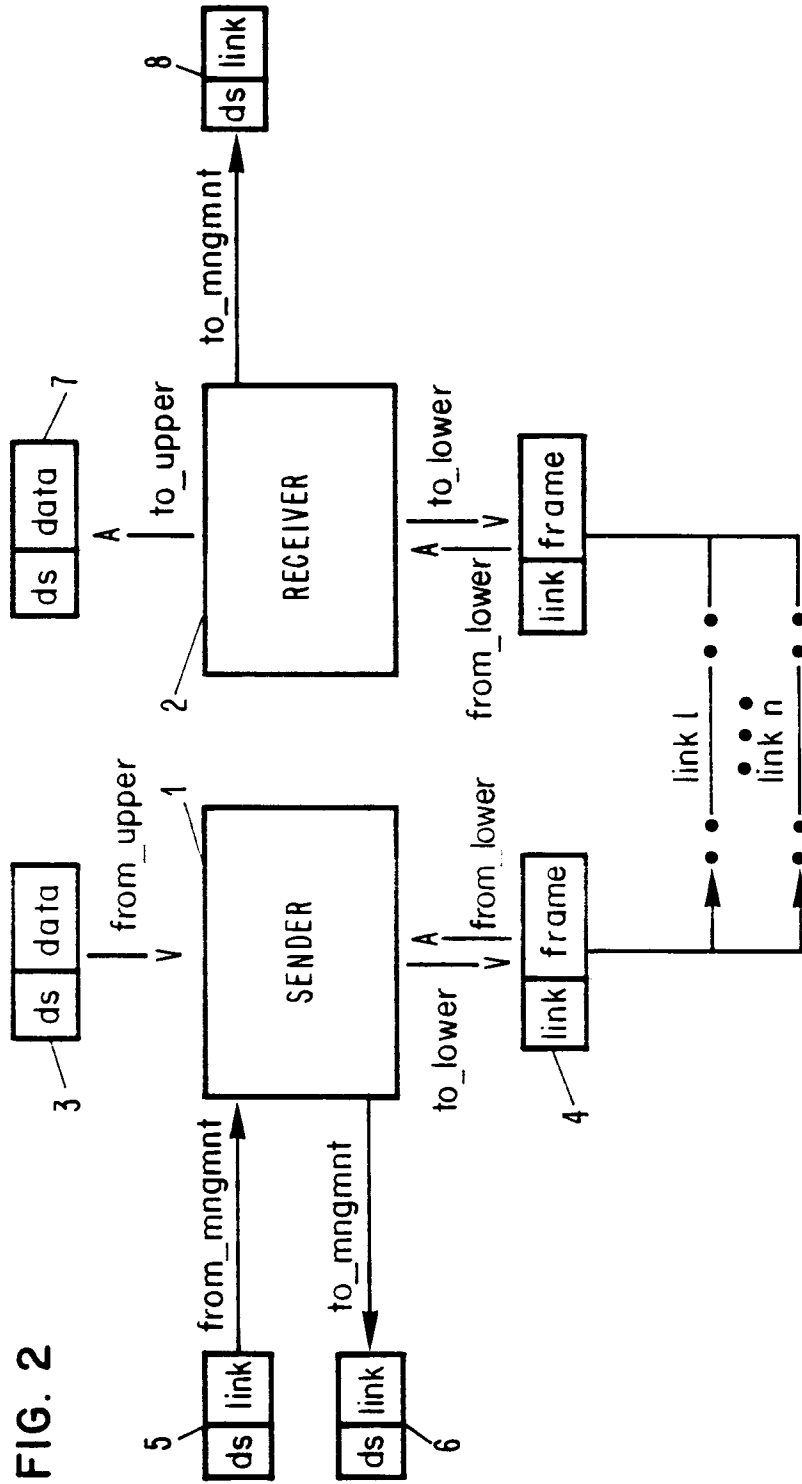 FIG. 2
3
ds data
from_upper
7
ds data
to_upper
5
ds link
from_mngmnt
1
SENDER
2
RECEIVER
to_mngmnt
8
ds link
6
ds link
to_mngmnt
to_lower
from_lower
from_lower
to_lower
4
link frame
link frame
link 1
link n